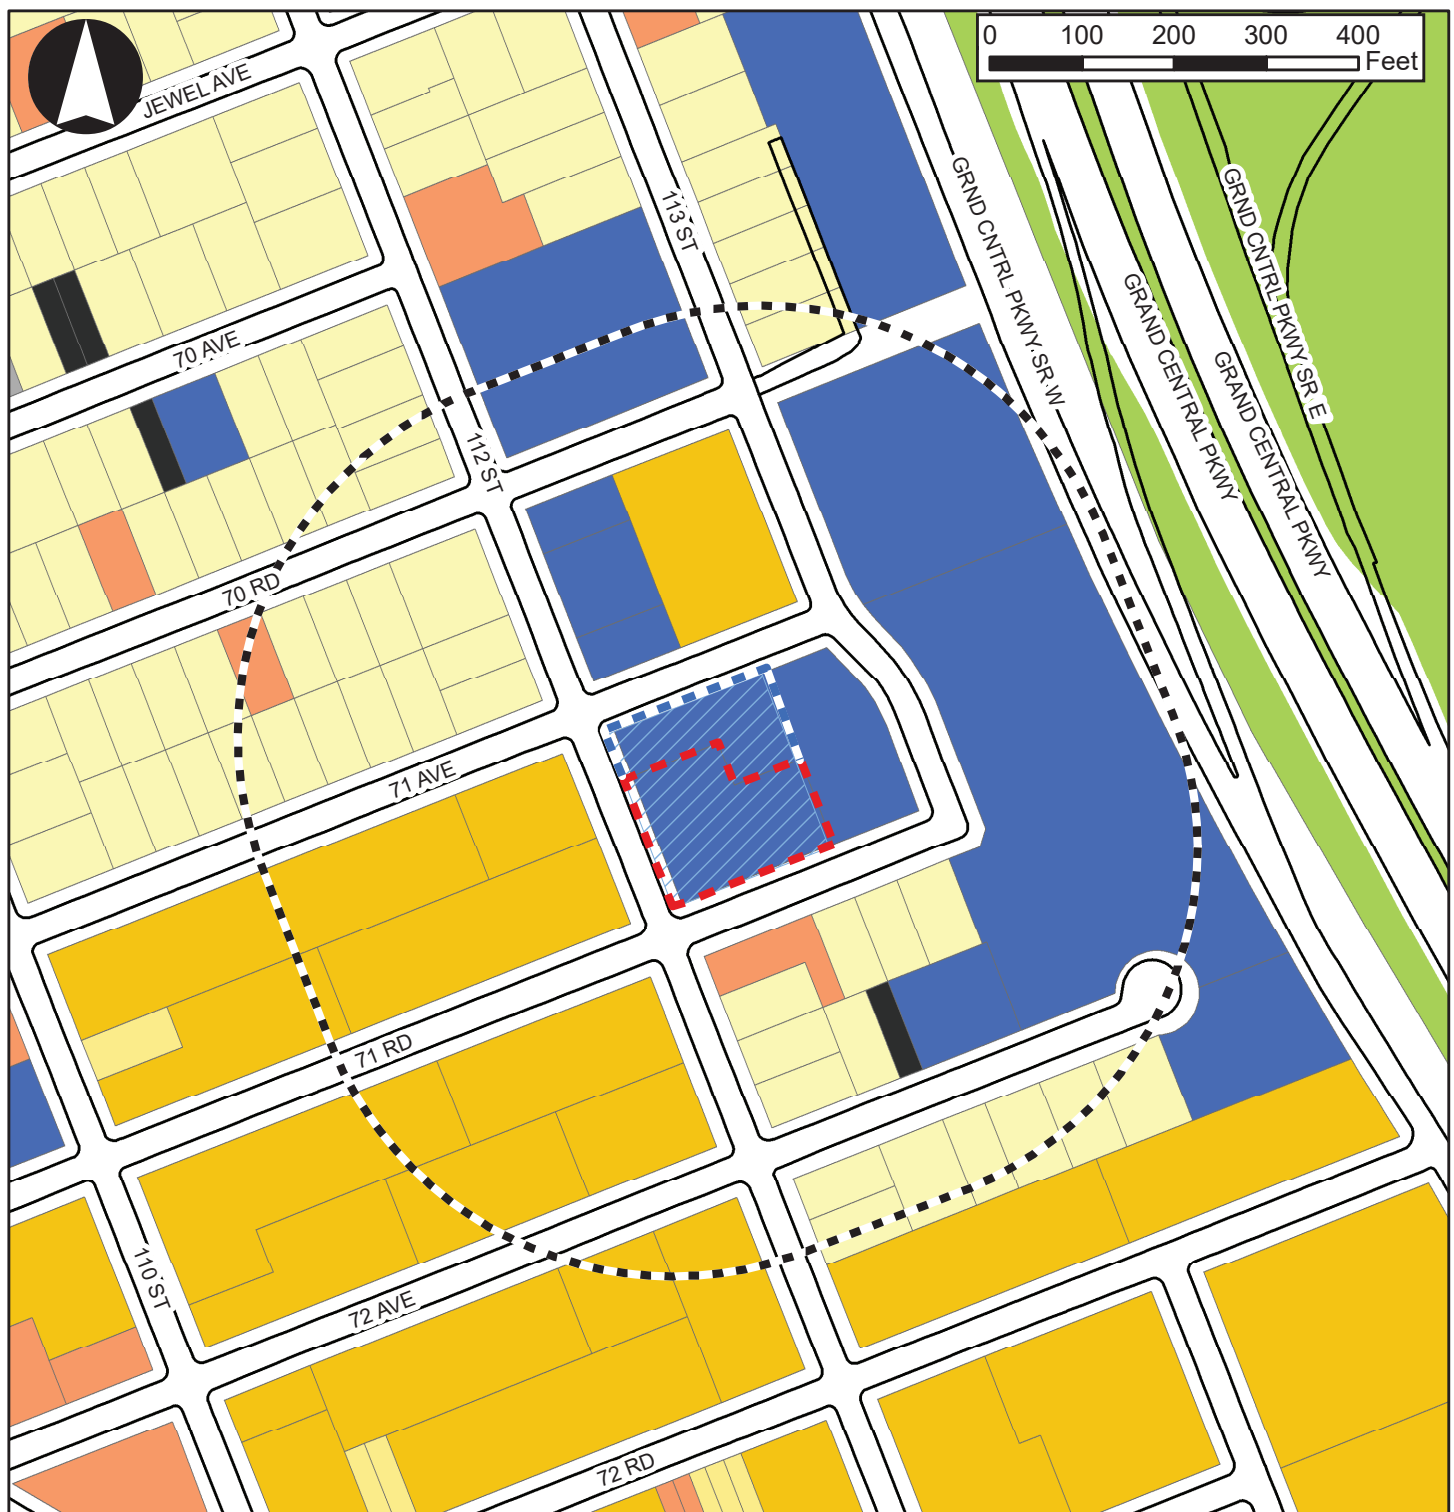 0 100 200 300 400
Feet
JEWEL AVE
113 ST
GRND CNTRL PKWY SR W
GRND CNTRL PKWY SR E
GRAND CENTRAL PKWY
GRAND CENTRAL PKWY
70 AVE
112 ST
70 RD
71 AVE
71 RD
110 ST
72 AVE
72 RD